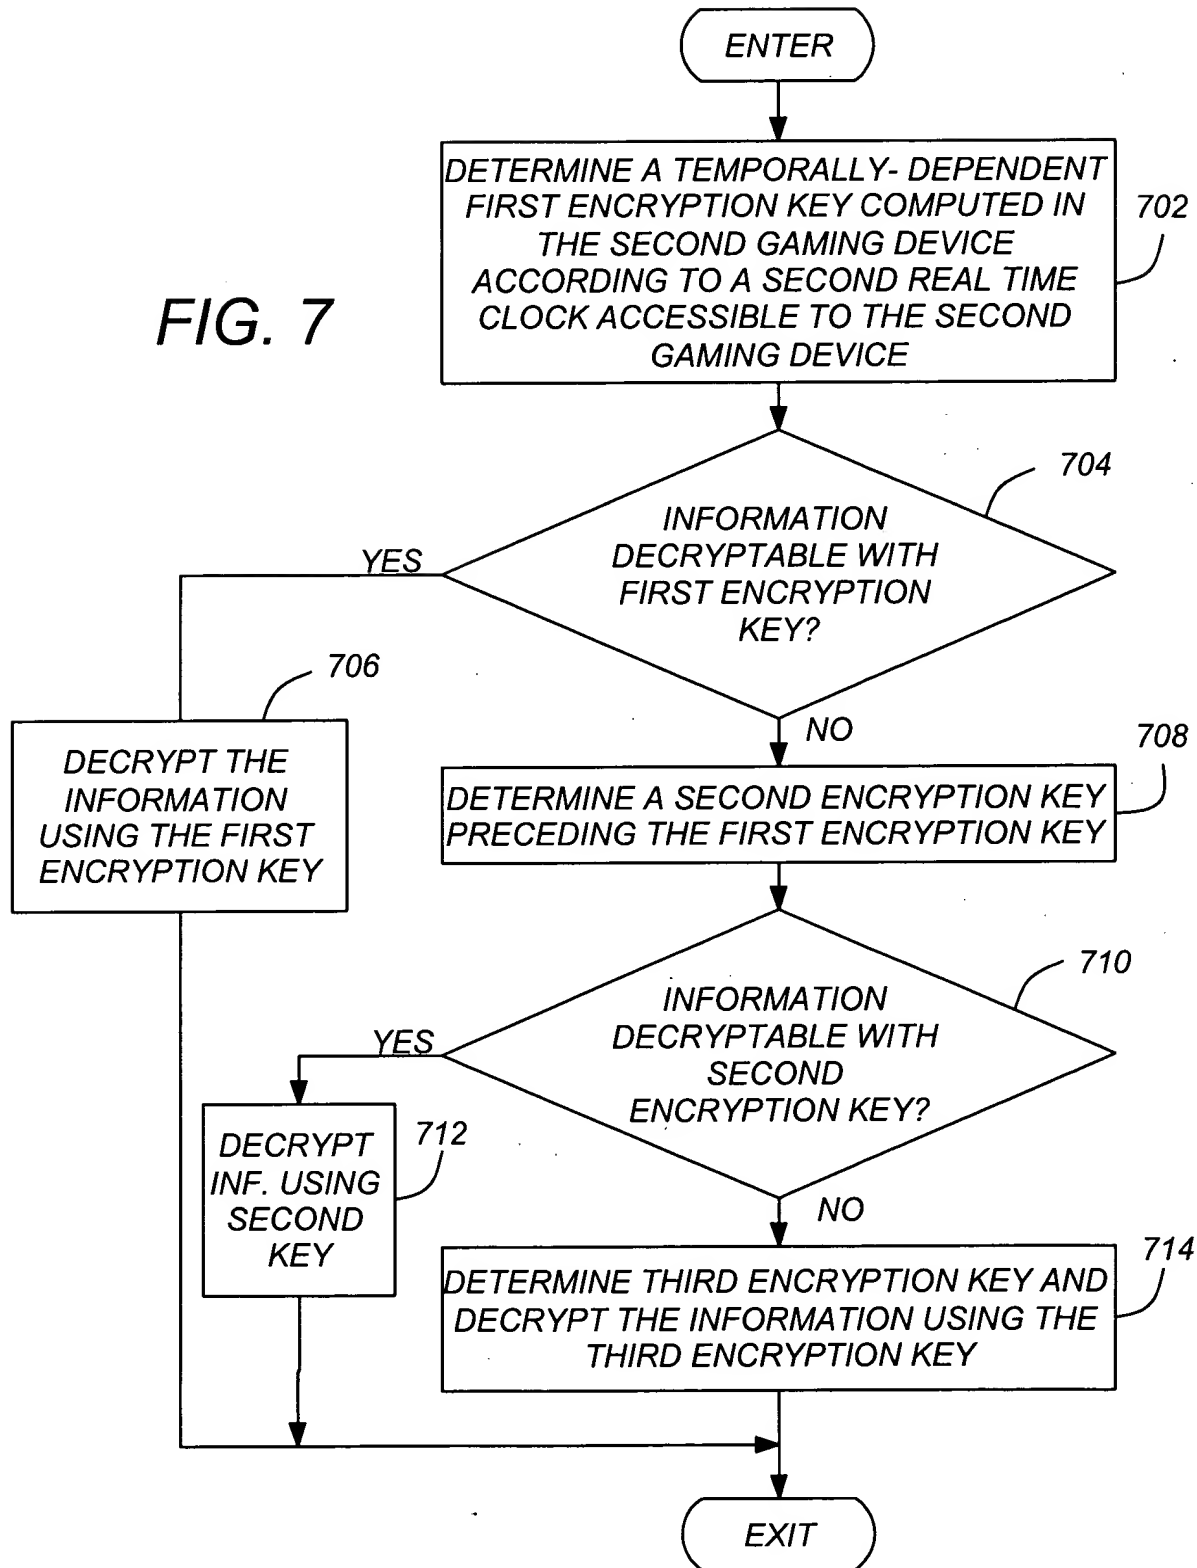 ENTER
DETERMINE A TEMPORALLY- DEPENDENT
FIRST ENCRYPTION KEY COMPUTED IN
THE SECOND GAMING DEVICE
ACCORDING TO A SECOND REAL TIME
CLOCK ACCESSIBLE TO THE SECOND
GAMING DEVICE
702
FIG. 7
704
INFORMATION
DECRYPTABLE WITH
FIRST ENCRYPTION
KEY?
YES
706
NO
DECRYPT THE
INFORMATION
USING THE FIRST
ENCRYPTION KEY
708
DETERMINE A SECOND ENCRYPTION KEY
PRECEDING THE FIRST ENCRYPTION KEY
710
INFORMATION
DECRYPTABLE WITH
SECOND
ENCRYPTION KEY?
YES
712
DECRYPT
INF. USING
SECOND
KEY
NO
714
DETERMINE THIRD ENCRYPTION KEY AND
DECRYPT THE INFORMATION USING THE
THIRD ENCRYPTION KEY
EXIT